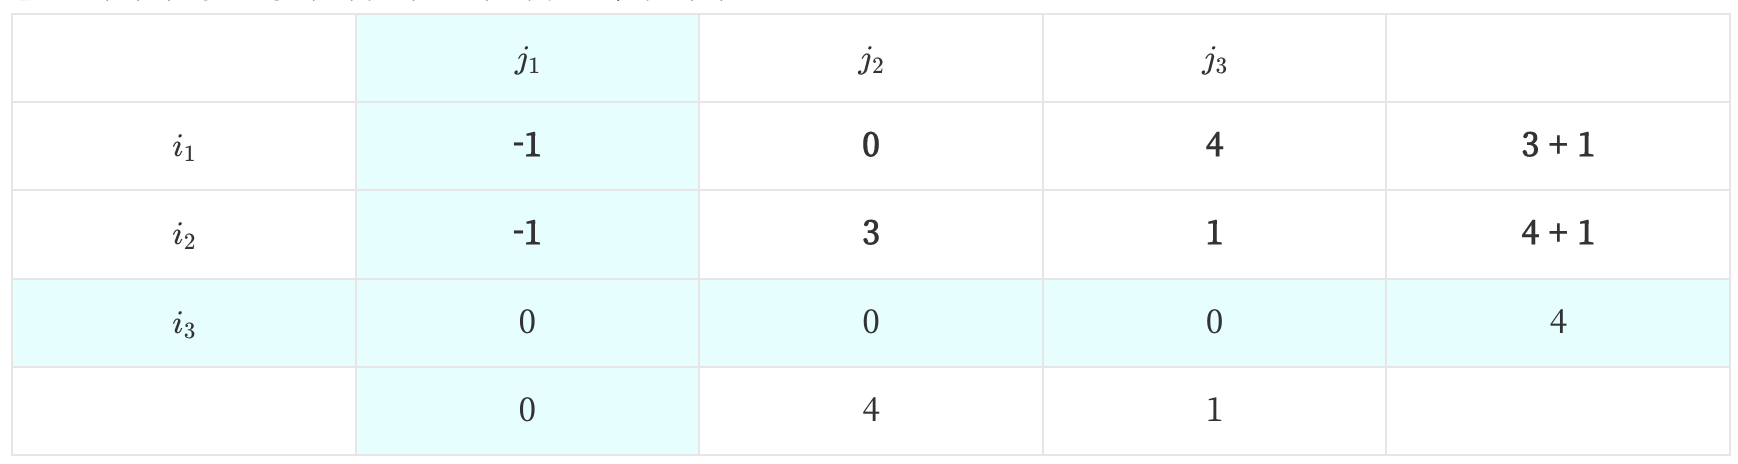 j₁ j₂ j₃
i₁ -1 0 4 3 + 1
i₂ -1 3 1 4 + 1
i₃ 0 0 0 4
0 4 1